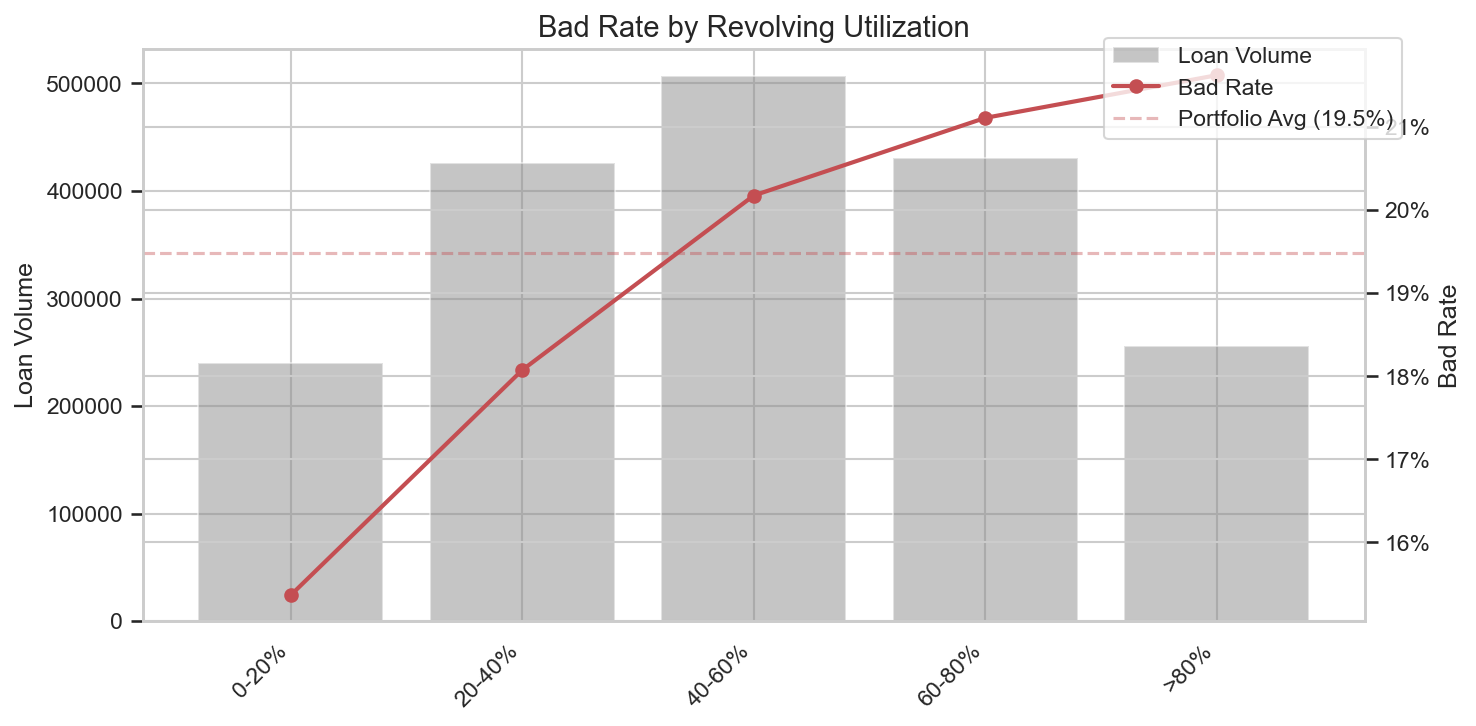 Bad Rate by Revolving Utilization
Loan Volume
Bad Rate
Portfolio Avg (19.5%)
500000
400000
300000
200000
100000
0
Loan Volume
21%
20%
19%
18%
17%
16%
Bad Rate
0-20%
20-40%
40-60%
60-80%
>80%